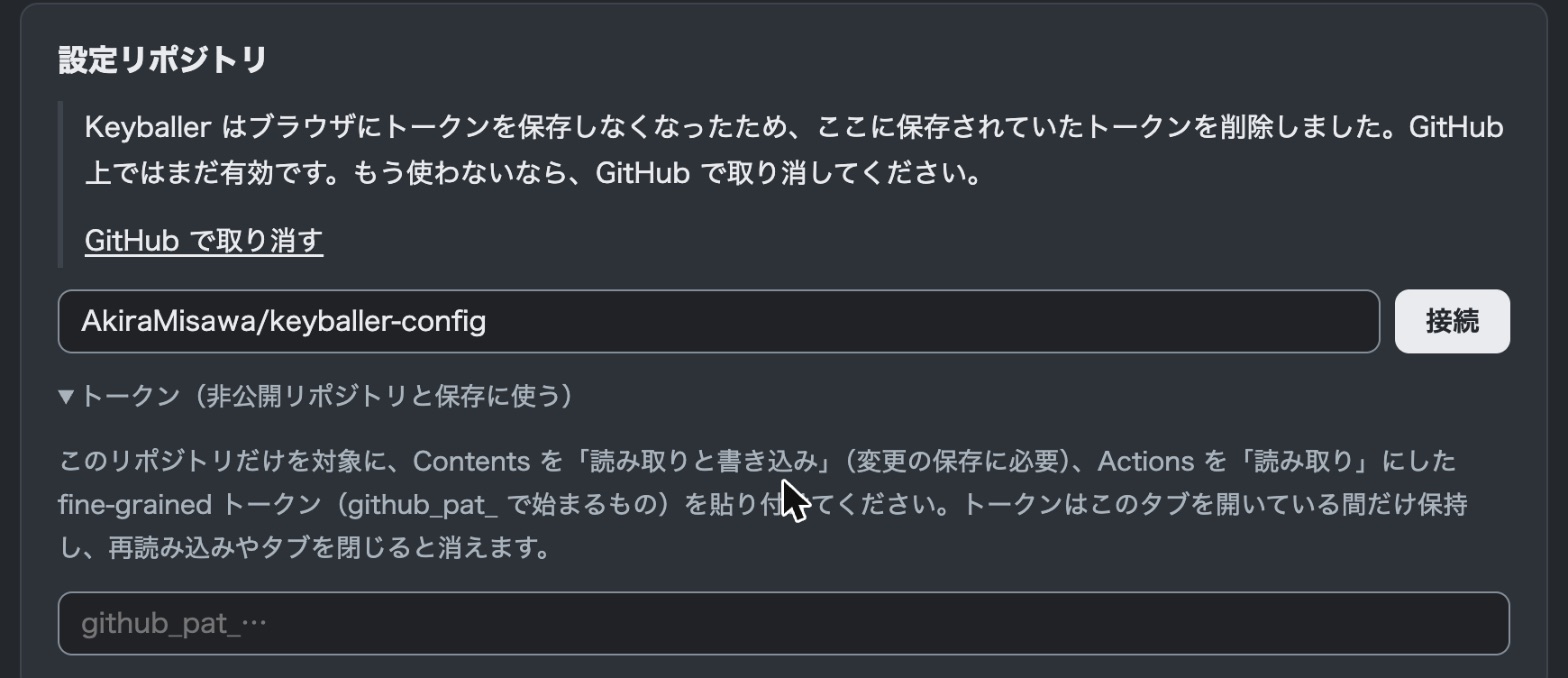 設定リポジトリ
Keyballer はブラウザにトークンを保存しなくなったため、ここに保存されていたトークンを削除しました。GitHub
上ではまだ有効です。もう使わないなら、GitHub で取り消してください。
GitHub で取り消す
AkiraMisawa/keyballer-config
接続
▼トークン（非公開リポジトリと保存に使う）
このリポジトリだけを対象に、Contents を「読み取りと書き込み」（変更の保存に必要）、Actions を「読み取り」にした
fine-grained トークン（github_pat_ で始まるもの）を貼り付けてください。トークンはこのタブを開いている間だけ保持
し、再読み込みやタブを閉じると消えます。
github_pat_…